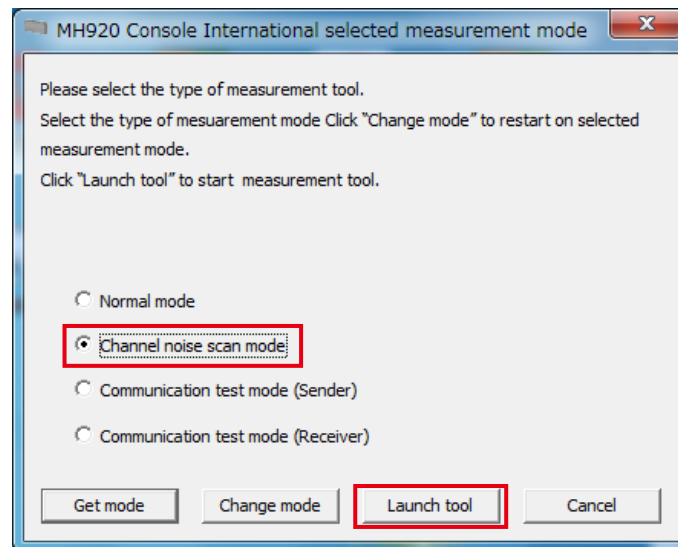 MH920 Console International selected measurement mode
Please select the type of measurement tool.
Select the type of mesuarement mode Click “Change mode” to restart on selected
measurement mode.
Click “Launch tool” to start measurement tool.
Normal mode
Channel noise scan mode
Communication test mode (Sender)
Communication test mode (Receiver)
Get mode Change mode Launch tool Cancel